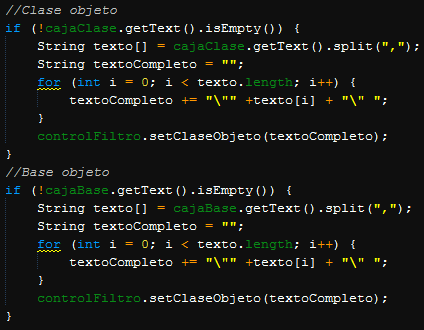 //Clase objeto
if (!cajaClase.getText().isEmpty()) {
    String texto[] = cajaClase.getText().split(",");
    String textoCompleto = "";
    for (int i = 0; i < texto.length; i++) {
        textoCompleto += "\"" +texto[i] + "\" ";
    }
    controlFiltro.setClaseObjeto(textoCompleto);
}
//Base objeto
if (!cajaBase.getText().isEmpty()) {
    String texto[] = cajaBase.getText().split(",");
    String textoCompleto = "";
    for (int i = 0; i < texto.length; i++) {
        textoCompleto += "\"" +texto[i] + "\" ";
    }
    controlFiltro.setClaseObjeto(textoCompleto);
}